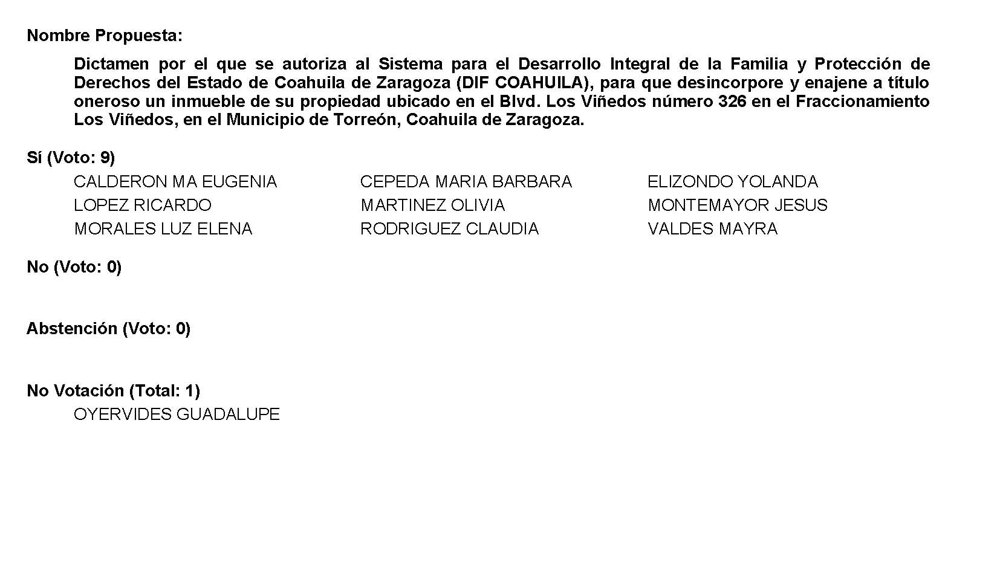 Nombre Propuesta:
Dictamen por el que se autoriza al Sistema para el Desarrollo Integral de la Familia y Protección de
Derechos del Estado de Coahuila de Zaragoza (DIF COAHUILA), para que desincorpore y enajene a título
oneroso un inmueble de su propiedad ubicado en el Blvd. Los Viñedos número 326 en el Fraccionamiento
Los Viñedos, en el Municipio de Torreón, Coahuila de Zaragoza.
Sí (Voto: 9)
CALDERON MA EUGENIA CEPEDA MARIA BARBARA ELIZONDO YOLANDA
LOPEZ RICARDO MARTINEZ OLIVIA MONTEMAYOR JESUS
MORALES LUZ ELENA RODRIGUEZ CLAUDIA VALDES MAYRA
No (Voto: 0)
Abstención (Voto: 0)
No Votación (Total: 1)
OYERVIDES GUADALUPE